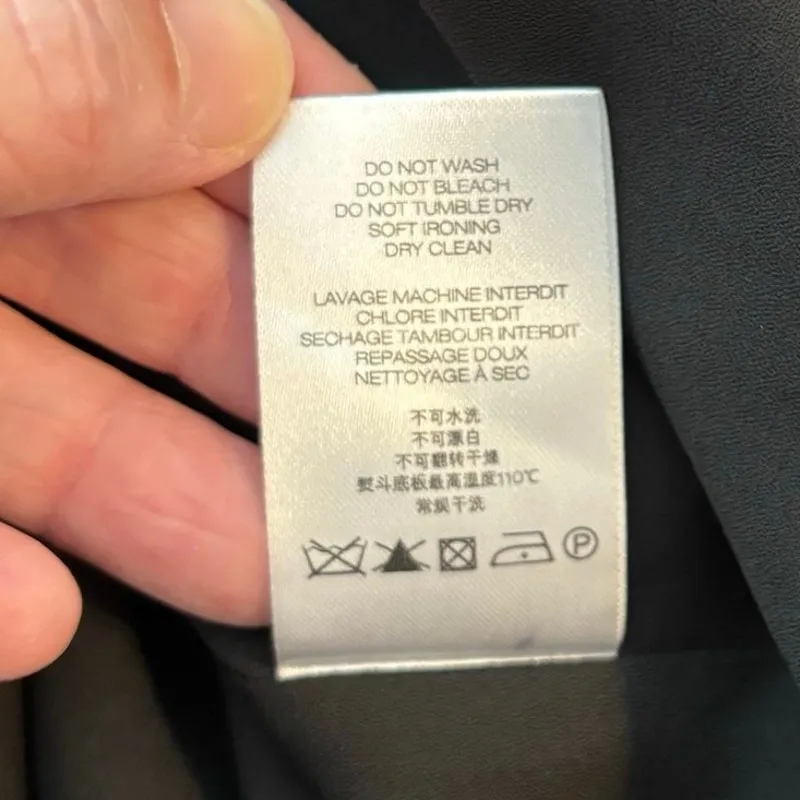 DO NOT WASH
DO NOT BLEACH
DO NOT TUMBLE DRY
SOFT IRONING
DRY CLEAN
LAVAGE MACHINE INTERDIT
CHLORE INTERDIT
SECHAGE TAMBOUR INTERDIT
REPASSAGE DOUX
NETTOYAGE À SEC
不可水洗
不可漂白
不可翻转干燥
熨斗底板最高温度110℃
常规干洗
P